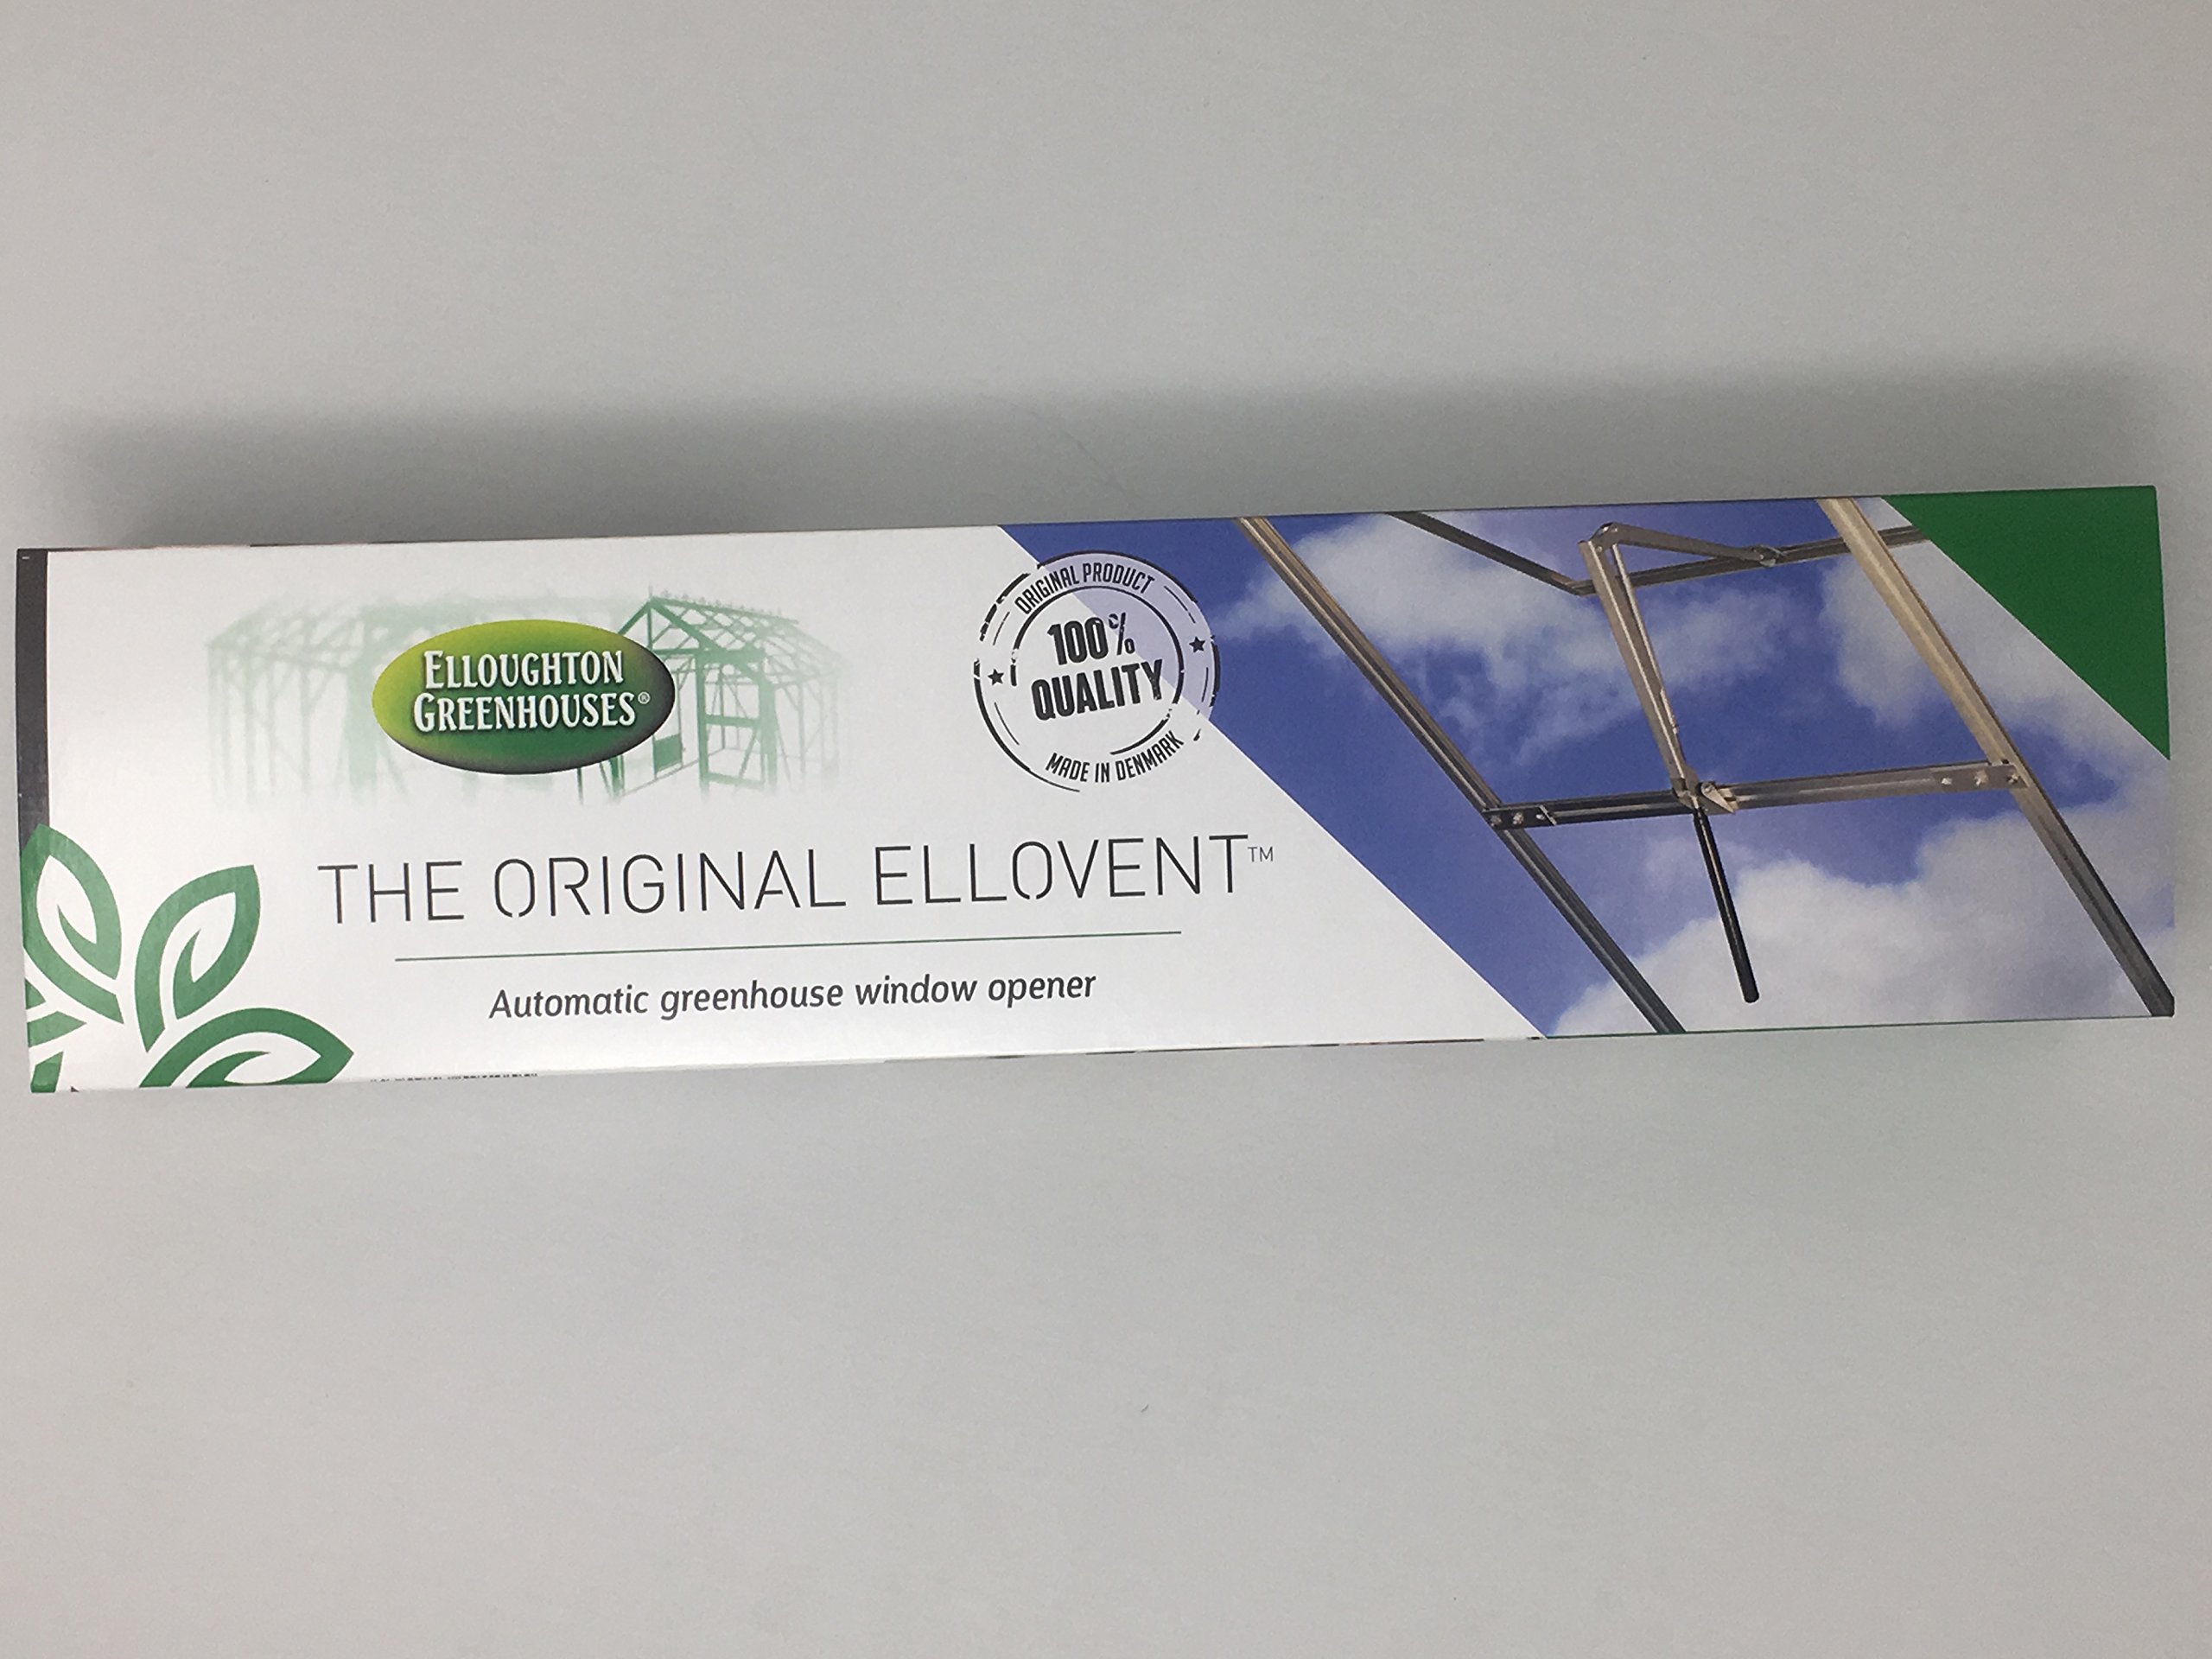 ELLOUGHTON
GREENHOUSES®
ORIGINAL PRODUCT
100%
QUALITY
MADE IN DENMARK
THE ORIGINAL ELLOVENT™
Automatic greenhouse window opener